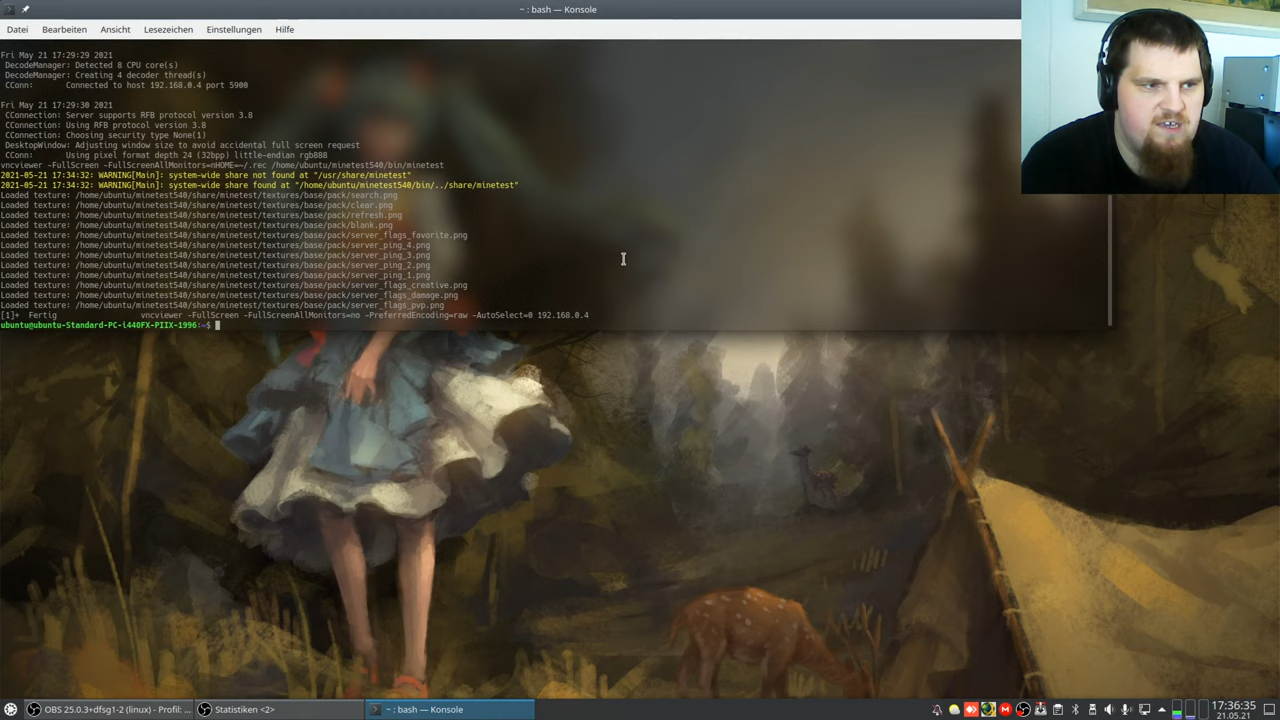 ~ : bash — Konsole
Datei Bearbeiten Ansicht Lesezeichen Einstellungen Hilfe
Fri May 21 17:29:29 2021
DecodeManager: Detected 8 CPU core(s)
DecodeManager: Creating 4 decoder thread(s)
CConn: Connected to host 192.168.0.4 port 5900
Fri May 21 17:29:30 2021
CConnection: Server supports RFB protocol version 3.8
CConnection: Using RFB protocol version 3.8
CConnection: Choosing security type None(1)
DesktopWindow: Adjusting window size to avoid accidental full screen request
CConn: Using pixel format depth 24 (32bpp) little-endian rgb888
vncviewer -FullScreen -FullScreenAllMonitors=nHOME=~/.rec /home/ubuntu/minetest540/bin/minetest
2021-05-21 17:34:32: WARNING[Main]: system-wide share not found at "/usr/share/minetest"
2021-05-21 17:34:32: WARNING[Main]: system-wide share found at "/home/ubuntu/minetest540/bin/../share/minetest"
Loaded texture: /home/ubuntu/minetest540/share/minetest/textures/base/pack/search.png
Loaded texture: /home/ubuntu/minetest540/share/minetest/textures/base/pack/clear.png
Loaded texture: /home/ubuntu/minetest540/share/minetest/textures/base/pack/refresh.png
Loaded texture: /home/ubuntu/minetest540/share/minetest/textures/base/pack/blank.png
Loaded texture: /home/ubuntu/minetest540/share/minetest/textures/base/pack/server_flags_favorite.png
Loaded texture: /home/ubuntu/minetest540/share/minetest/textures/base/pack/server_ping_4.png
Loaded texture: /home/ubuntu/minetest540/share/minetest/textures/base/pack/server_ping_3.png
Loaded texture: /home/ubuntu/minetest540/share/minetest/textures/base/pack/server_ping_2.png
Loaded texture: /home/ubuntu/minetest540/share/minetest/textures/base/pack/server_ping_1.png
Loaded texture: /home/ubuntu/minetest540/share/minetest/textures/base/pack/server_flags_creative.png
Loaded texture: /home/ubuntu/minetest540/share/minetest/textures/base/pack/server_flags_damage.png
Loaded texture: /home/ubuntu/minetest540/share/minetest/textures/base/pack/server_flags_pvp.png
[1]+ Fertig vncviewer -FullScreen -FullScreenAllMonitors=no -PreferredEncoding=raw -AutoSelect=0 192.168.0.4
ubuntu@ubuntu-Standard-PC-i440FX-PIIX-1996:~$
OBS 25.0.3+dfsg1-2 (linux) - Profil: ... Statistiken <2> ~ : bash — Konsole 17:36:35
21.05.21